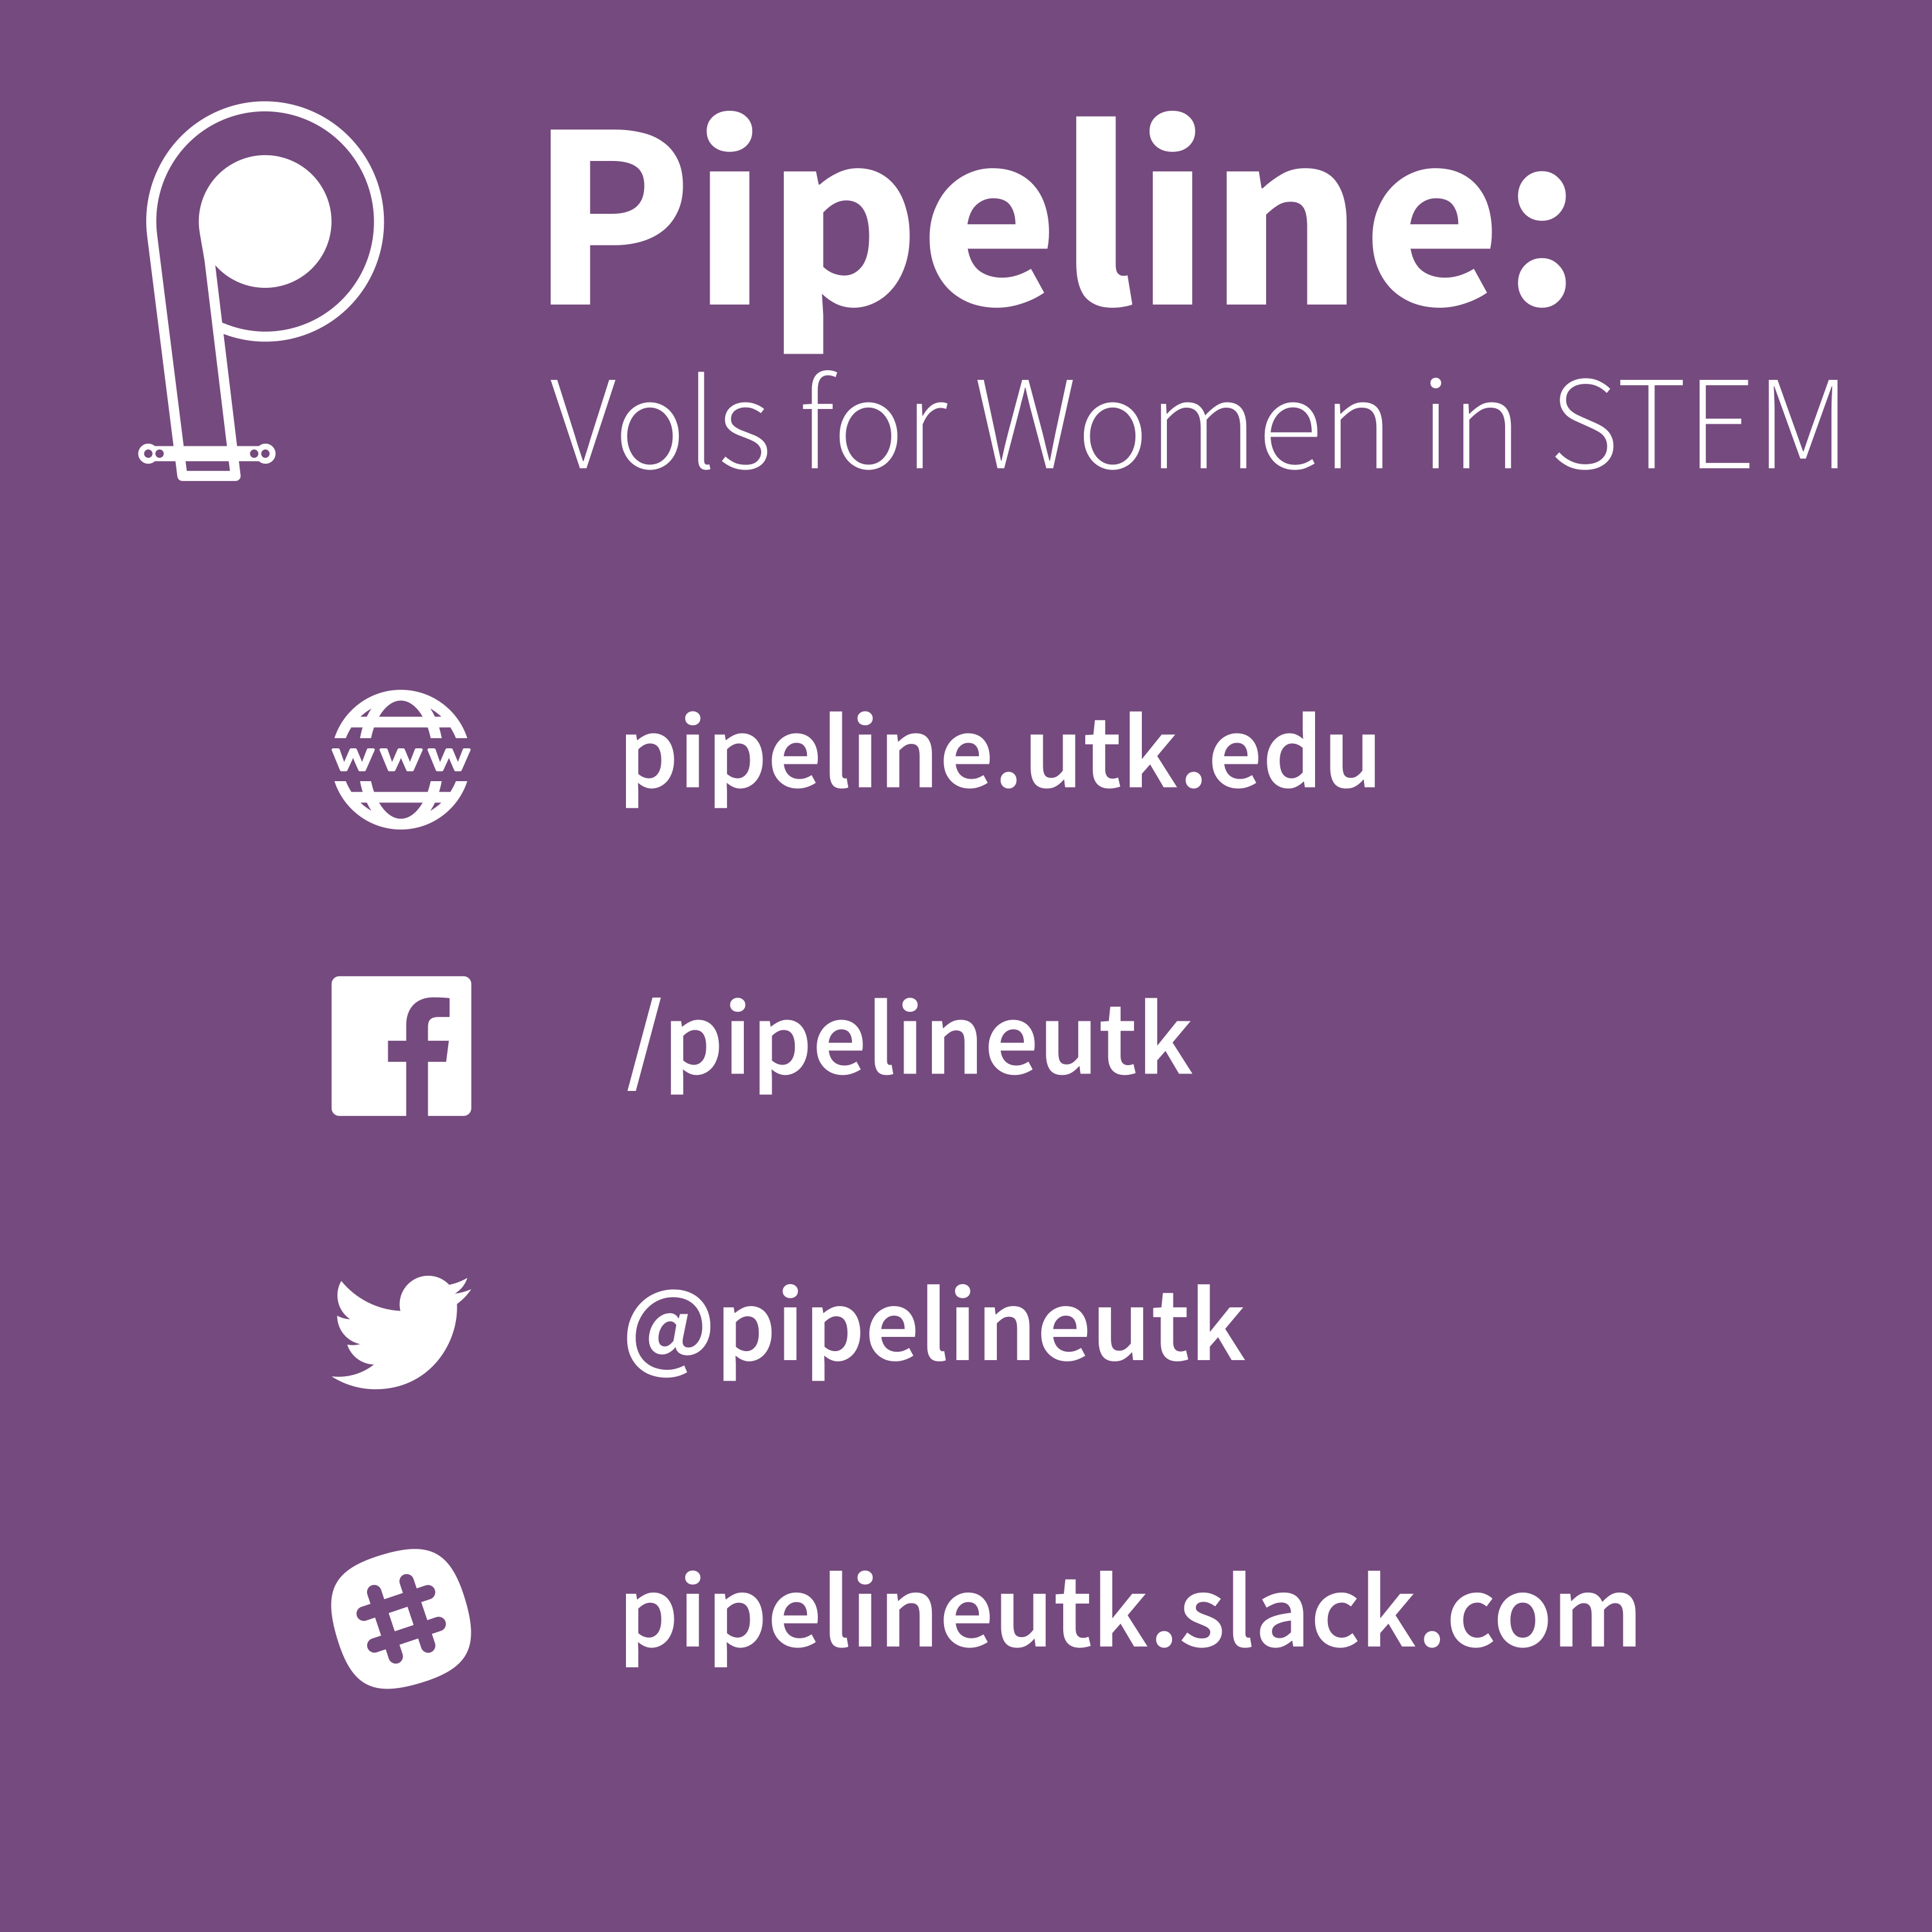 Pipeline:
Vols for Women in STEM
www
pipeline.utk.edu
/pipelineutk
@pipelineutk
pipelineutk.slack.com